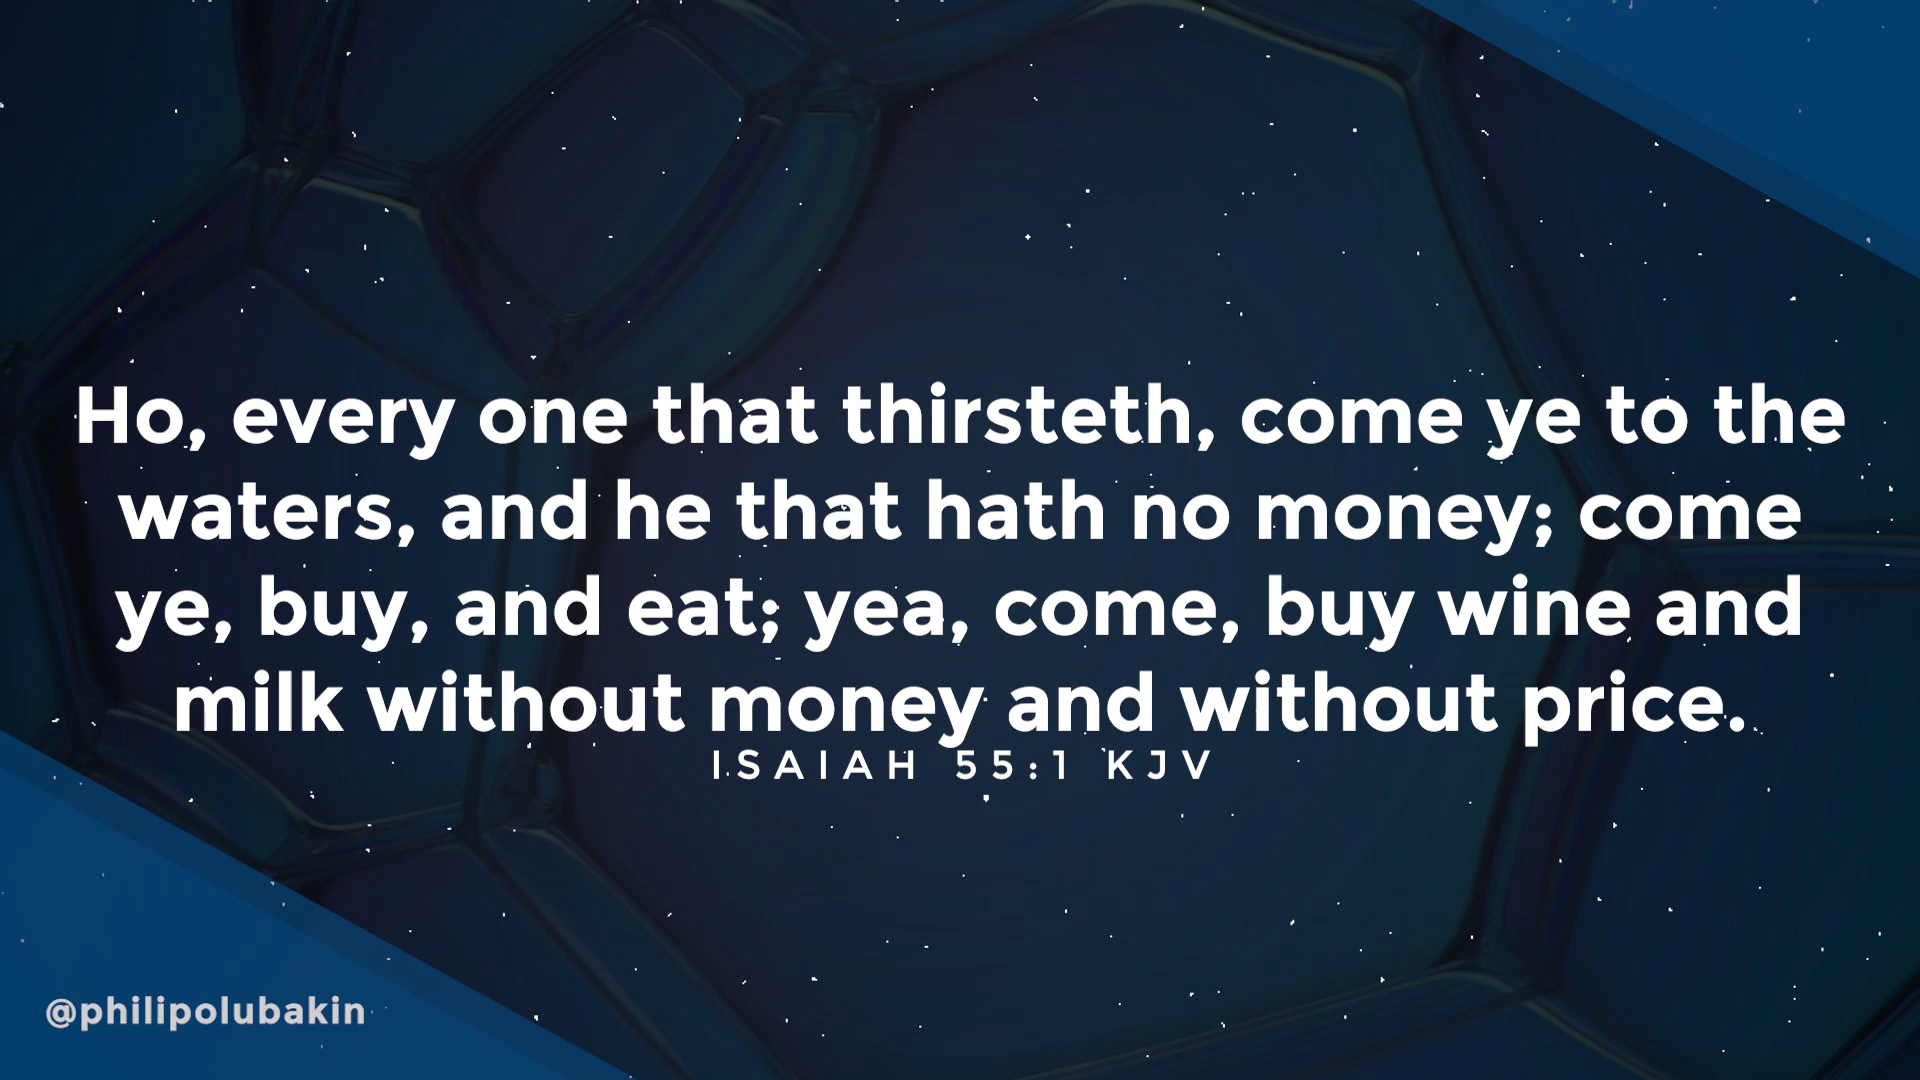 Ho, every one that thirsteth, come ye to the
waters, and he that hath no money; come
ye, buy, and eat; yea, come, buy wine and
milk without money and without price.
ISAIAH 55:1 KJV
@philipolubakin